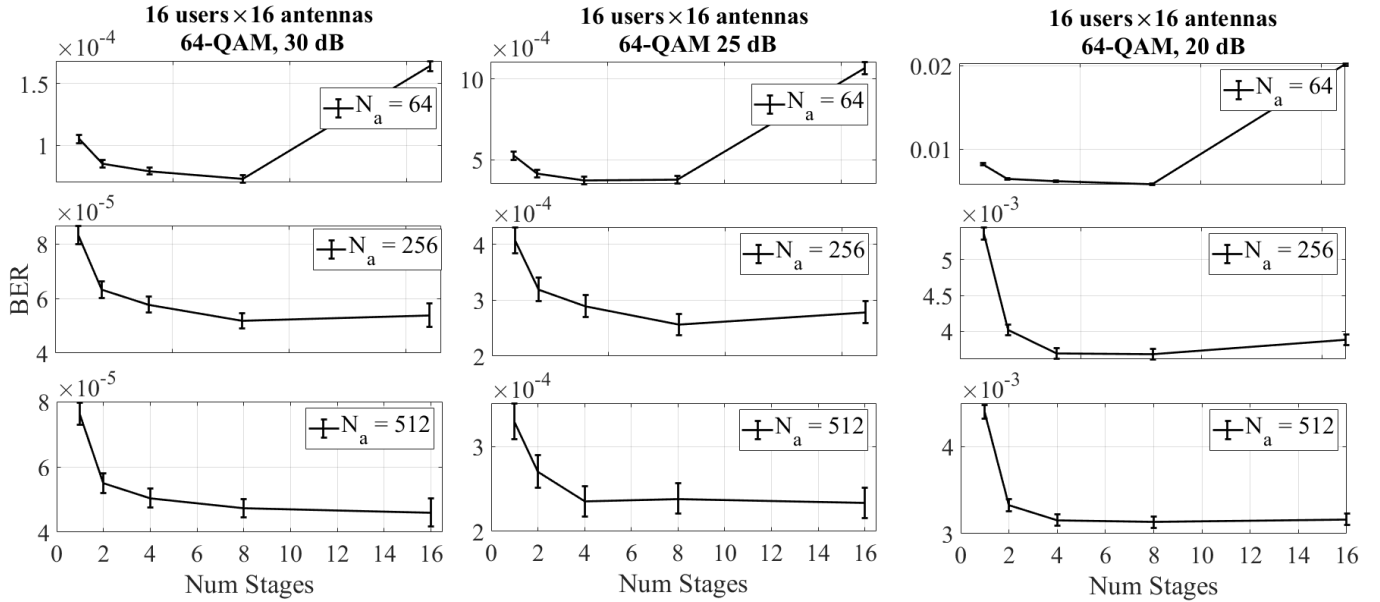 16 users×16 antennas
64-QAM, 30 dB
×10⁻⁴
1.5
1
N_a = 64
16 users×16 antennas
64-QAM 25 dB
×10⁻⁴
10
5
N_a = 64
16 users×16 antennas
64-QAM, 20 dB
0.02
0.01
N_a = 64
BER
×10⁻⁵
8
6
4
N_a = 256
×10⁻⁴
4
3
2
N_a = 256
×10⁻³
5
4.5
4
N_a = 256
×10⁻⁵
8
6
4
N_a = 512
0 2 4 6 8 10 12 14 16
Num Stages
×10⁻⁴
3
2
N_a = 512
0 2 4 6 8 10 12 14 16
Num Stages
×10⁻³
4
3
N_a = 512
0 2 4 6 8 10 12 14 16
Num Stages